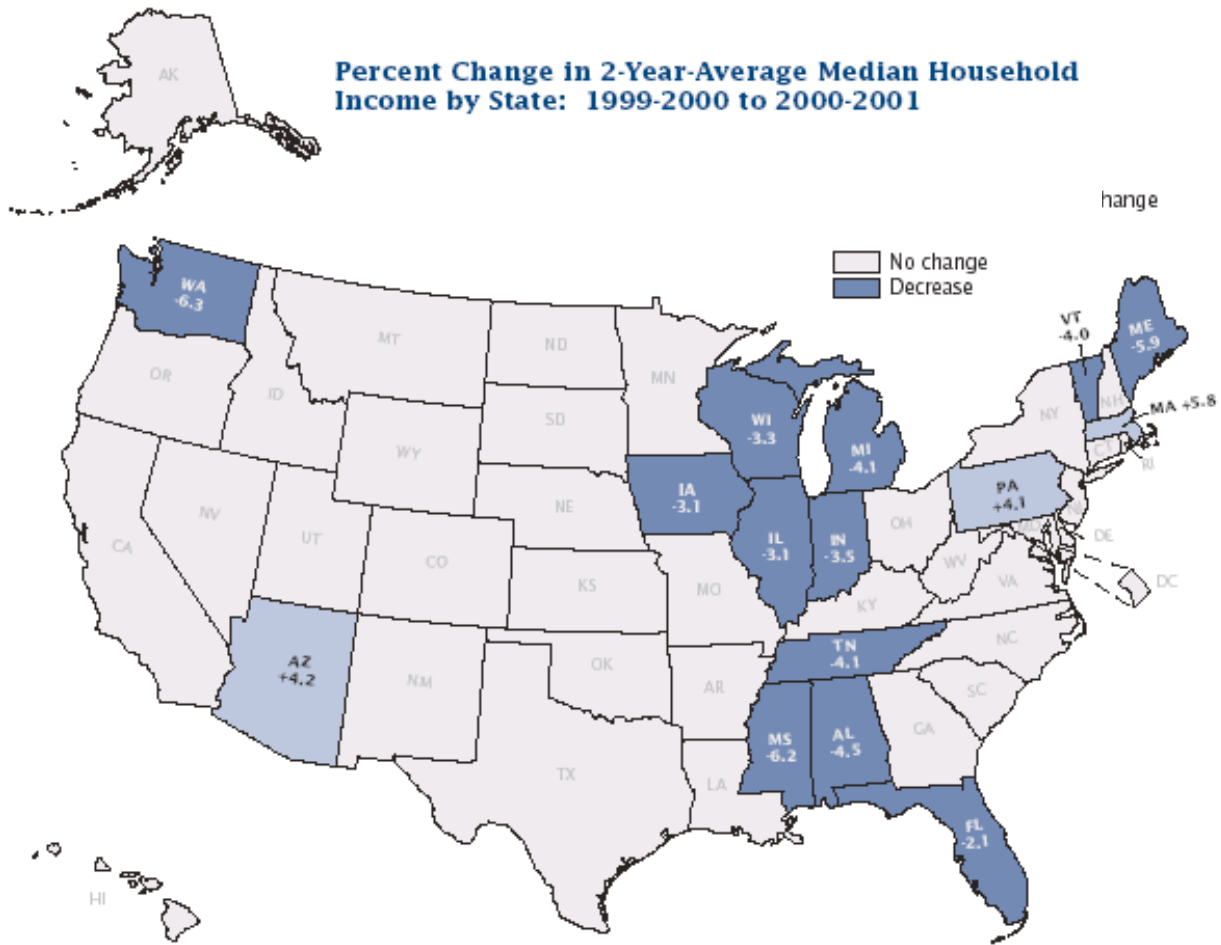 AK
Percent Change in 2-Year-Average Median Household
Income by State: 1999-2000 to 2000-2001
hange
No change
Decrease
WA
-6.3
MT
ND
MN
VT
-4.0
ME
-5.9
OR
ID
SD
WI
-3.3
NY
NH
MA +5.8
WY
MI
-4.1
CT
RI
IA
-3.1
PA
+4.1
NE
NV
UT
CA
CO
IL
-3.1
IN
-3.5
OH
NJ
MD
DE
WV
VA
DC
KS
MO
KY
AZ
+4.2
NM
OK
AR
TN
-4.1
NC
SC
MS
-6.2
AL
-4.5
GA
TX
LA
FL
-2.1
HI